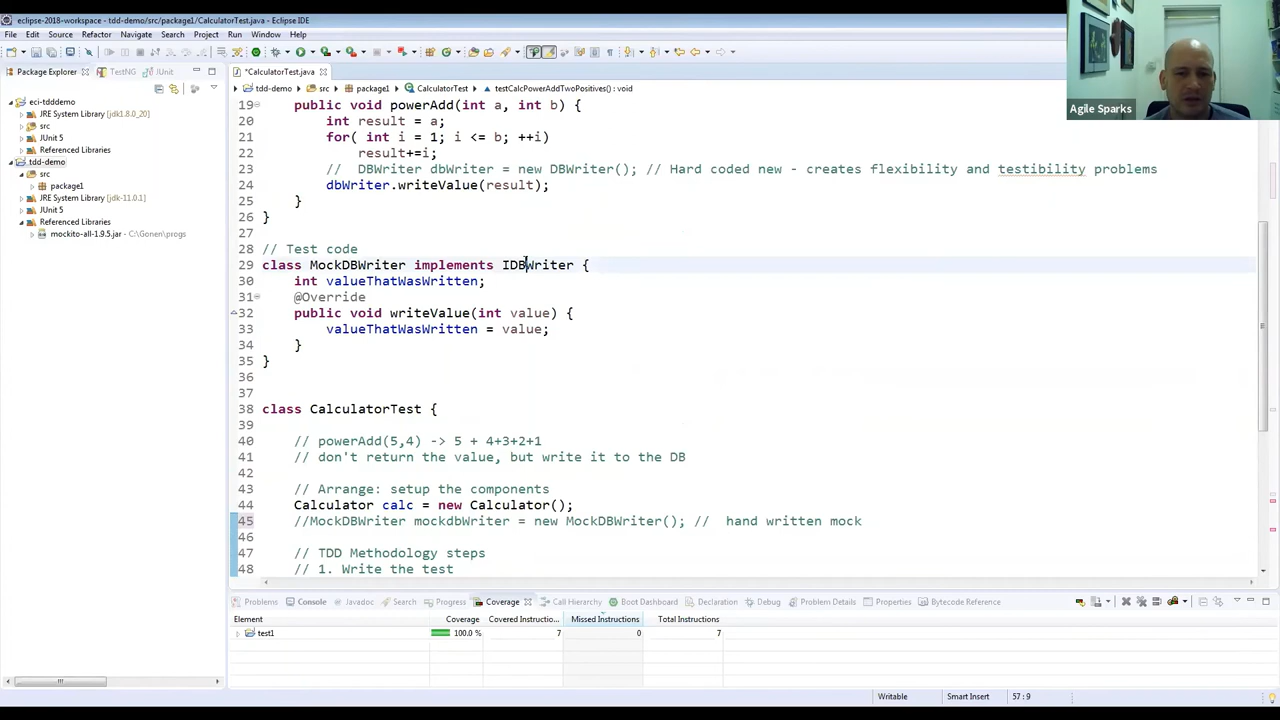 eclipse-2018-workspace - tdd-demo/src/package1/CalculatorTest.java - Eclipse IDE
File Edit Source Refactor Navigate Search Project Run Window Help
Package Explorer TestNG JUnit
*CalculatorTest.java
Agile Sparks
tdd-demo src package1 CalculatorTest testCalcPowerAddTwoPositives() : void
eci-tdddemo
JRE System Library [jdk1.8.0_20]
src
JUnit 5
Referenced Libraries
tdd-demo
src
package1
JRE System Library [jdk-11.0.1]
JUnit 5
Referenced Libraries
mockito-all-1.9.5.jar - C:\Gonen\progs
19 public void powerAdd(int a, int b) {
20 int result = a;
21 for( int i = 1; i <= b; ++i)
22 result+=i;
23 // DBWriter dbWriter = new DBWriter(); // Hard coded new - creates flexibility and testibility problems
24 dbWriter.writeValue(result);
25 }
26 }
27
28 // Test code
29 class MockDBWriter implements IDBWriter {
30 int valueThatWasWritten;
31 @Override
32 public void writeValue(int value) {
33 valueThatWasWritten = value;
34 }
35 }
36
37
38 class CalculatorTest {
39
40 // powerAdd(5,4) -> 5 + 4+3+2+1
41 // don't return the value, but write it to the DB
42
43 // Arrange: setup the components
44 Calculator calc = new Calculator();
45 //MockDBWriter mockdbWriter = new MockDBWriter(); // hand written mock
46
47 // TDD Methodology steps
48 // 1. Write the test
Problems Console Javadoc Search Progress Coverage Call Hierarchy Boot Dashboard Declaration Debug Problem Details Properties Bytecode Reference
Element Coverage Covered Instructio... Missed Instructions Total Instructions
test1 100.0 % 7 0 7
Writable Smart Insert 57 : 9